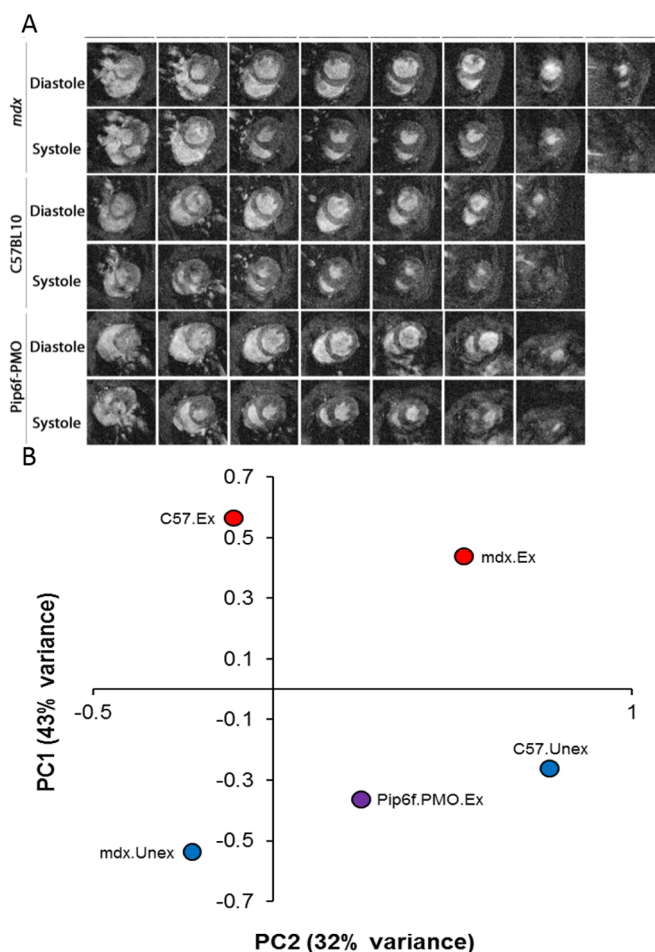 A
mdx
Diastole
Systole
C57BL10
Diastole
Systole
Pip6f-PMO
Diastole
Systole
B
PC1 (43% variance)
0.7
0.5
0.3
0.1
-0.1
-0.3
-0.5
-0.7
-0.5
1
C57.Ex
mdx.Ex
C57.Unex
Pip6f.PMO.Ex
mdx.Unex
PC2 (32% variance)